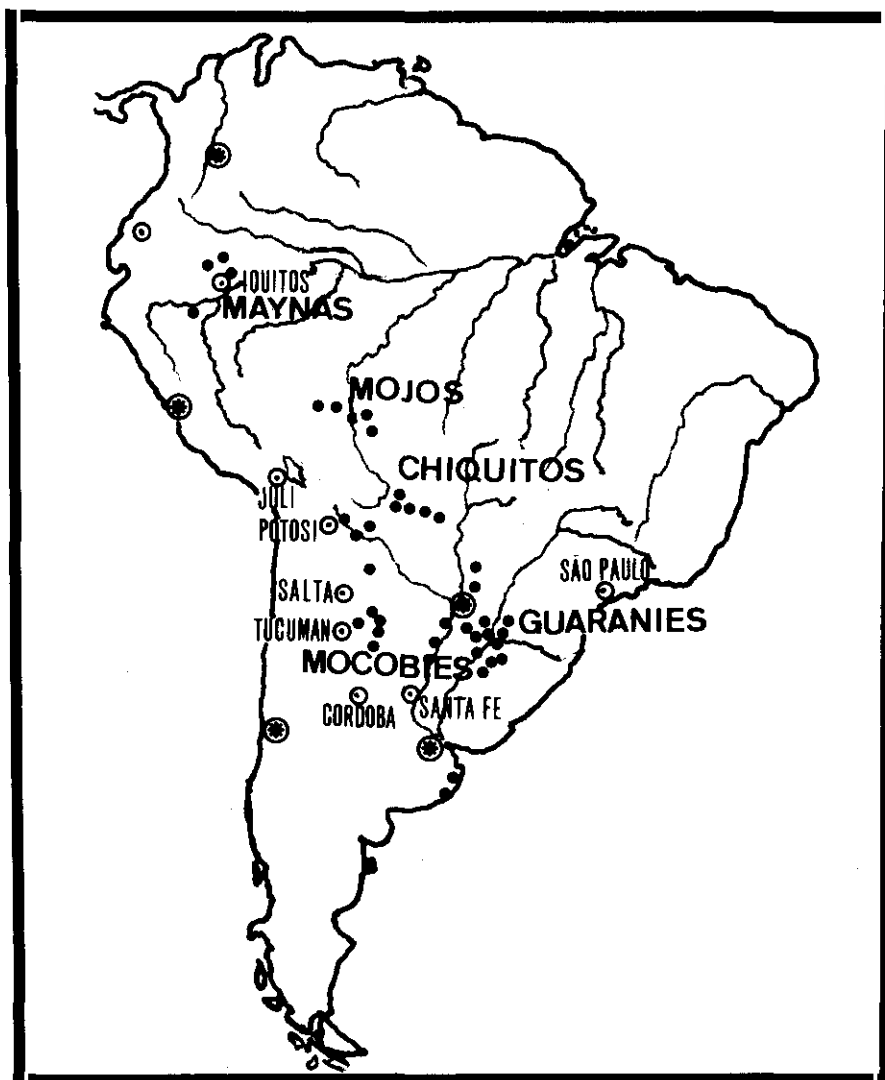 IQUITOS
MAYNAS
MOJOS
CHIQUITOS
JULI
POTOSI
SÃO PAULO
SALTA
GUARANIES
TUCUMAN
MOCOBIES
CORDOBA
SANTA FE